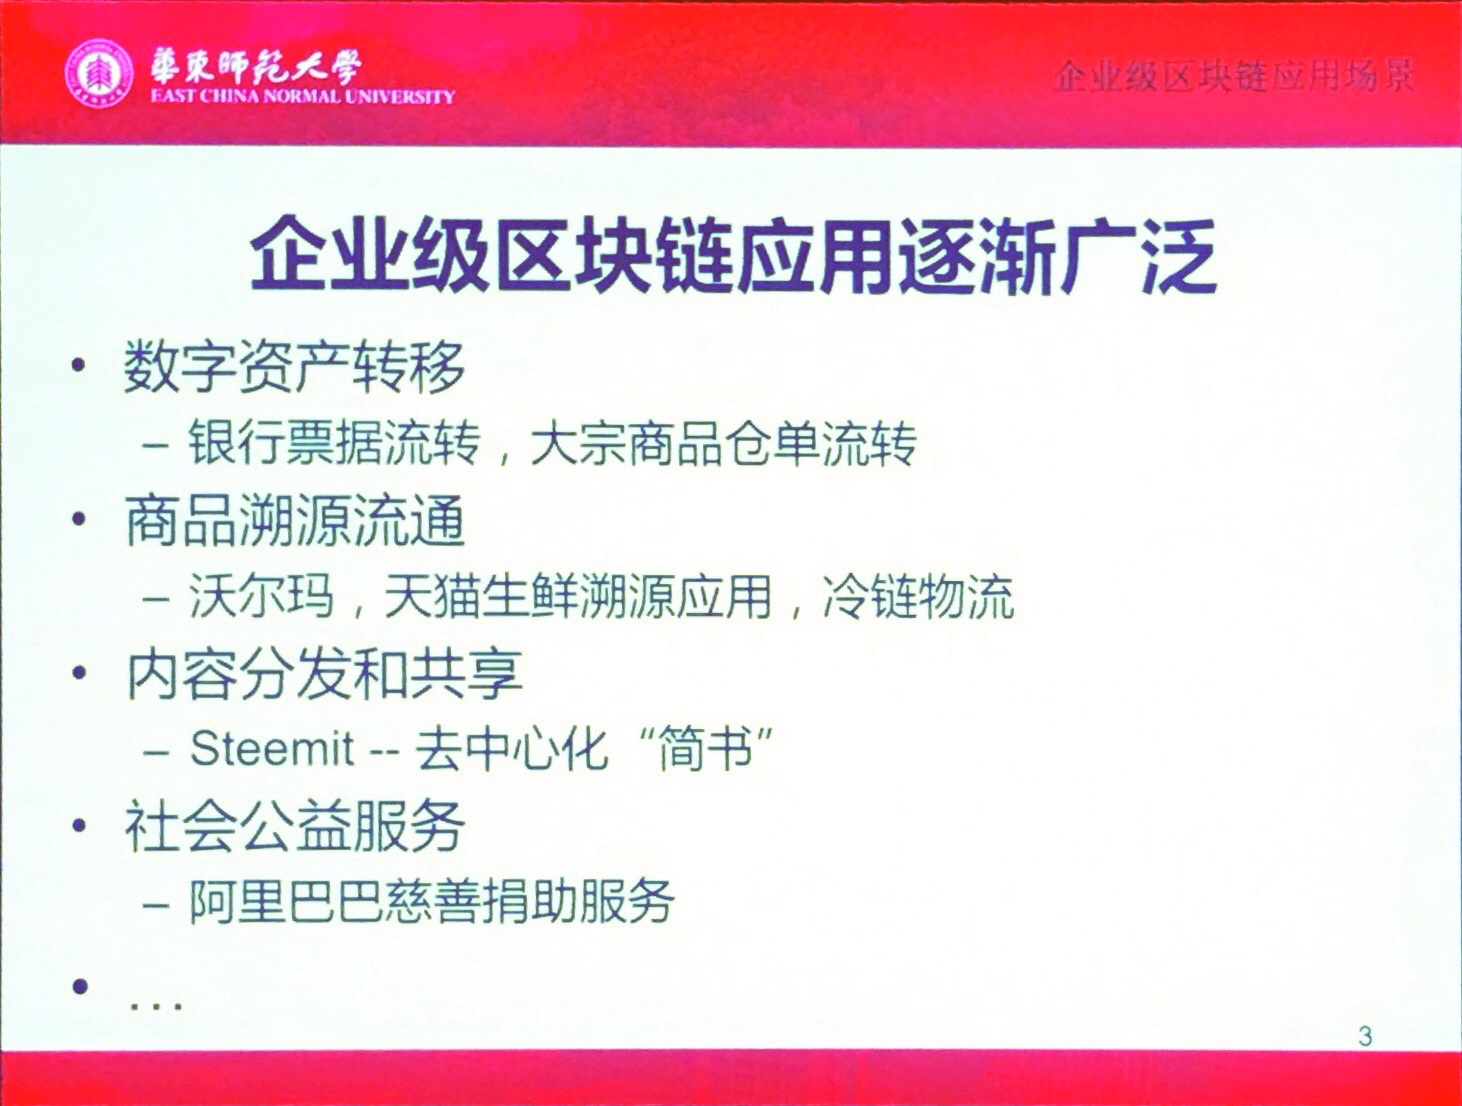 華東师范大学
EAST CHINA NORMAL UNIVERSITY
企业级区块链应用场景
企业级区块链应用逐渐广泛
• 数字资产转移
– 银行票据流转，大宗商品仓单流转
• 商品溯源流通
– 沃尔玛，天猫生鲜溯源应用，冷链物流
• 内容分发和共享
– Steemit -- 去中心化“简书”
• 社会公益服务
– 阿里巴巴慈善捐助服务
• ...
3